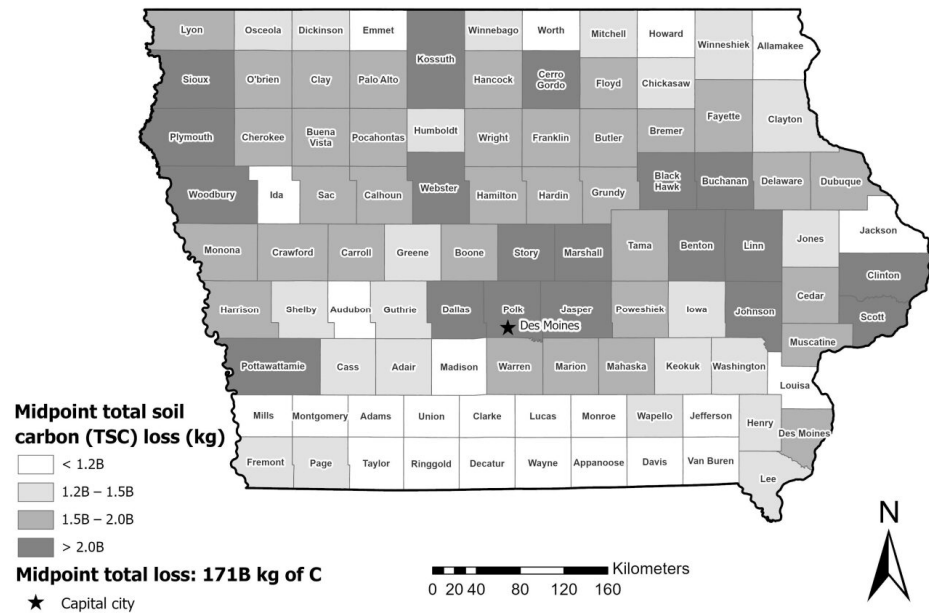 Lyon Osceola Dickinson Emmet Kossuth Winnebago Worth Mitchell Howard Winneshiek Allamakee
Sioux O'brien Clay Palo Alto Hancock Cerro Gordo Floyd Chickasaw
Plymouth Cherokee Buena Vista Pocahontas Humboldt Wright Franklin Butler Bremer Fayette Clayton
Woodbury Ida Sac Calhoun Webster Hamilton Hardin Grundy Black Hawk Buchanan Delaware Dubuque
Monona Crawford Carroll Greene Boone Story Marshall Tama Benton Linn Jones Jackson
Harrison Shelby Audubon Guthrie Dallas Polk Jasper Poweshiek Iowa Johnson Cedar Clinton Scott
Des Moines
Pottawattamie Cass Adair Madison Warren Marion Mahaska Keokuk Washington Muscatine Louisa
Mills Montgomery Adams Union Clarke Lucas Monroe Wapello Jefferson Henry Des Moines
Fremont Page Taylor Ringgold Decatur Wayne Appanoose Davis Van Buren Lee
Midpoint total soil
carbon (TSC) loss (kg)
< 1.2B
1.2B – 1.5B
1.5B – 2.0B
> 2.0B
Midpoint total loss: 171B kg of C
Capital city
Kilometers
0 20 40 80 120 160
N